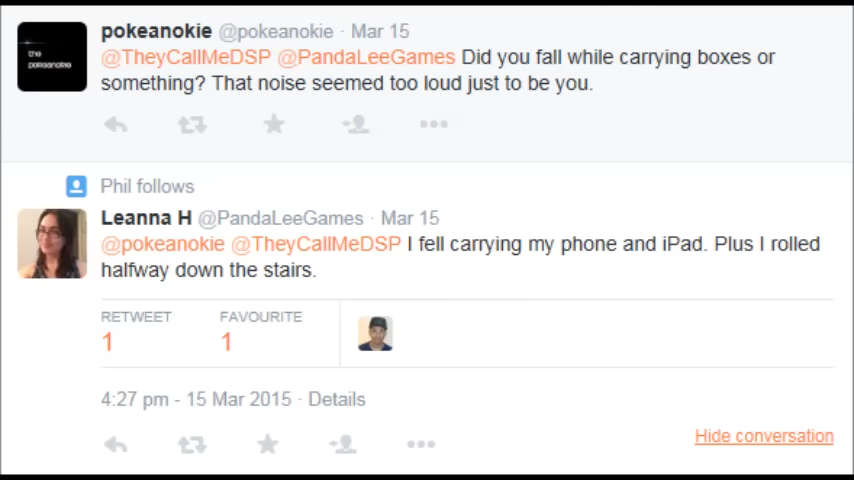 pokeanokie @pokeanokie · Mar 15
@TheyCallMeDSP @PandaLeeGames Did you fall while carrying boxes or
something? That noise seemed too loud just to be you.
the
pokeanokie
Phil follows
Leanna H @PandaLeeGames · Mar 15
@pokeanokie @TheyCallMeDSP I fell carrying my phone and iPad. Plus I rolled
halfway down the stairs.
RETWEET FAVOURITE
1 1
4:27 pm - 15 Mar 2015 · Details
Hide conversation